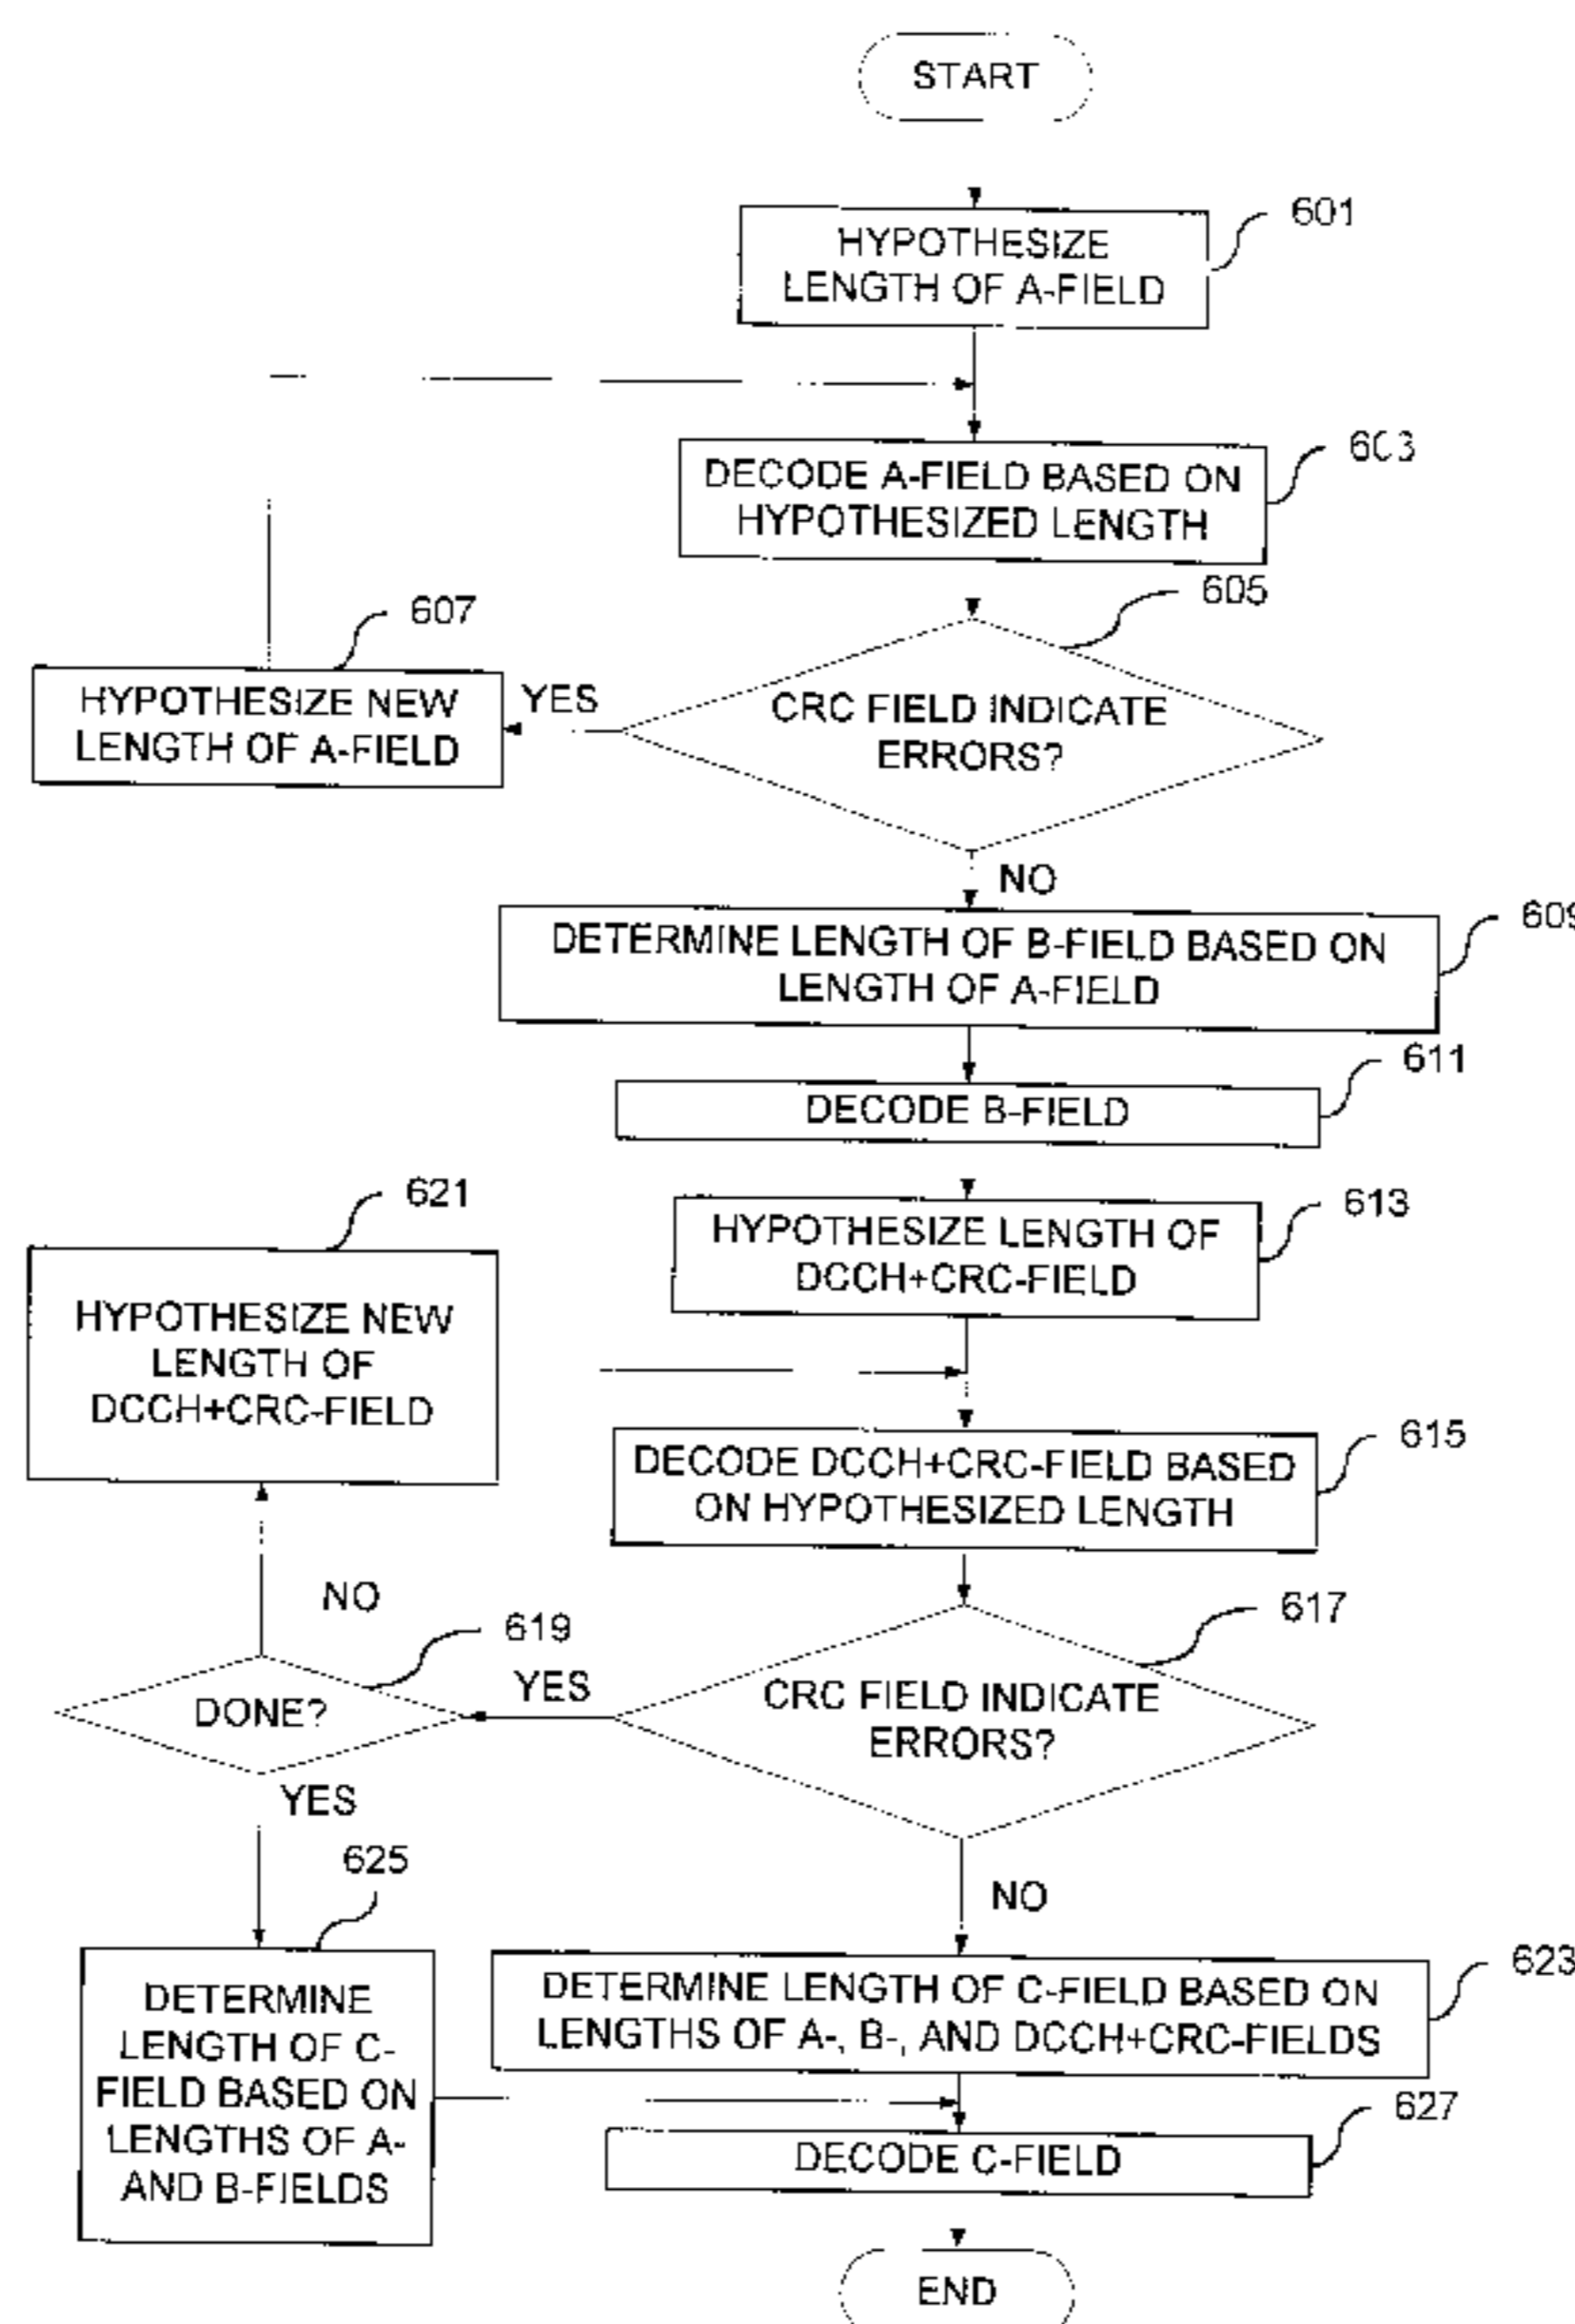 START
HYPOTHESIZE
LENGTH OF A-FIELD
601
DECODE A-FIELD BASED ON
HYPOTHESIZED LENGTH
603
CRC FIELD INDICATE
ERRORS?
605
YES
HYPOTHESIZE NEW
LENGTH OF A-FIELD
607
NO
DETERMINE LENGTH OF B-FIELD BASED ON
LENGTH OF A-FIELD
609
DECODE B-FIELD
611
HYPOTHESIZE LENGTH OF
DCCH+CRC-FIELD
613
HYPOTHESIZE NEW
LENGTH OF
DCCH+CRC-FIELD
621
DECODE DCCH+CRC-FIELD BASED
ON HYPOTHESIZED LENGTH
615
CRC FIELD INDICATE
ERRORS?
617
YES
DONE?
619
NO
YES
NO
DETERMINE
LENGTH OF C-
FIELD BASED ON
LENGTHS OF A-
AND B-FIELDS
625
DETERMINE LENGTH OF C-FIELD BASED ON
LENGTHS OF A-, B-, AND DCCH+CRC-FIELDS
623
DECODE C-FIELD
627
END